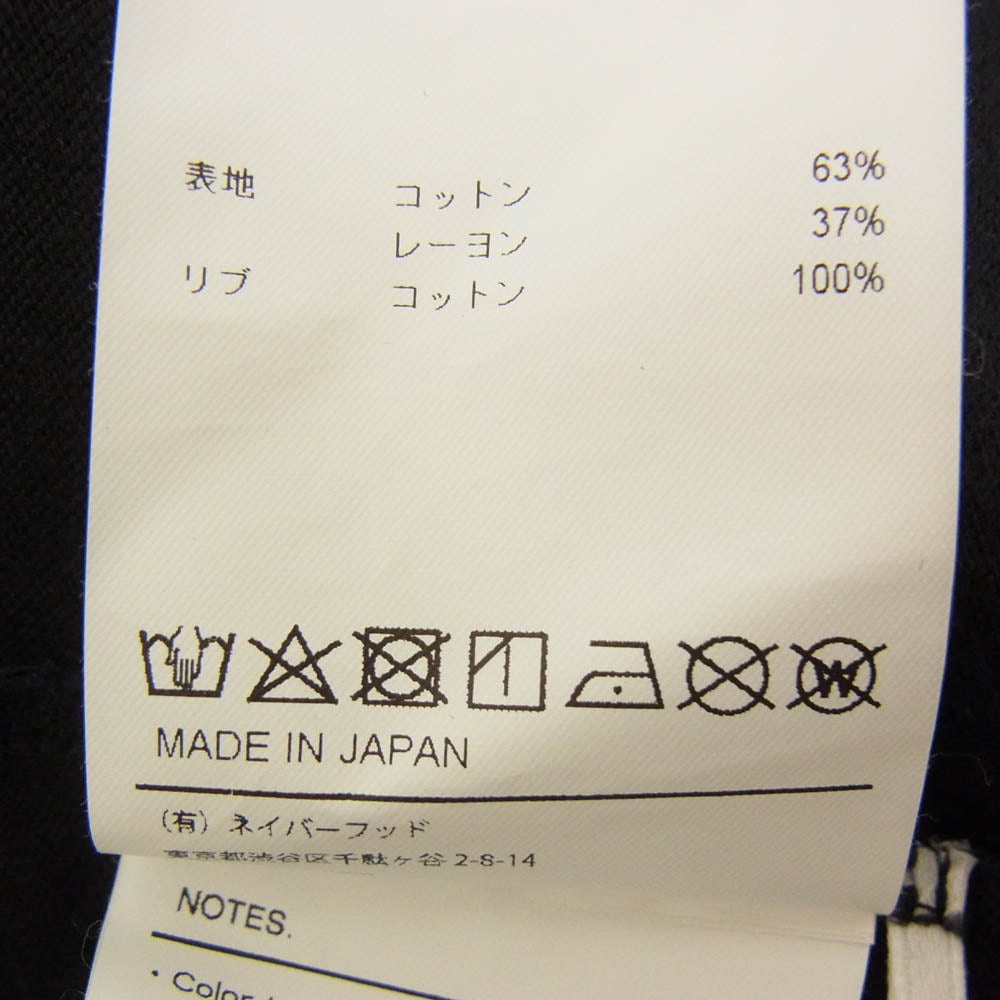 表地 コットン 63%
レーヨン 37%
リブ コットン 100%
W
MADE IN JAPAN
(有) ネイバーフッド
東京都渋谷区千駄ヶ谷 2-8-14
NOTES.
・Color